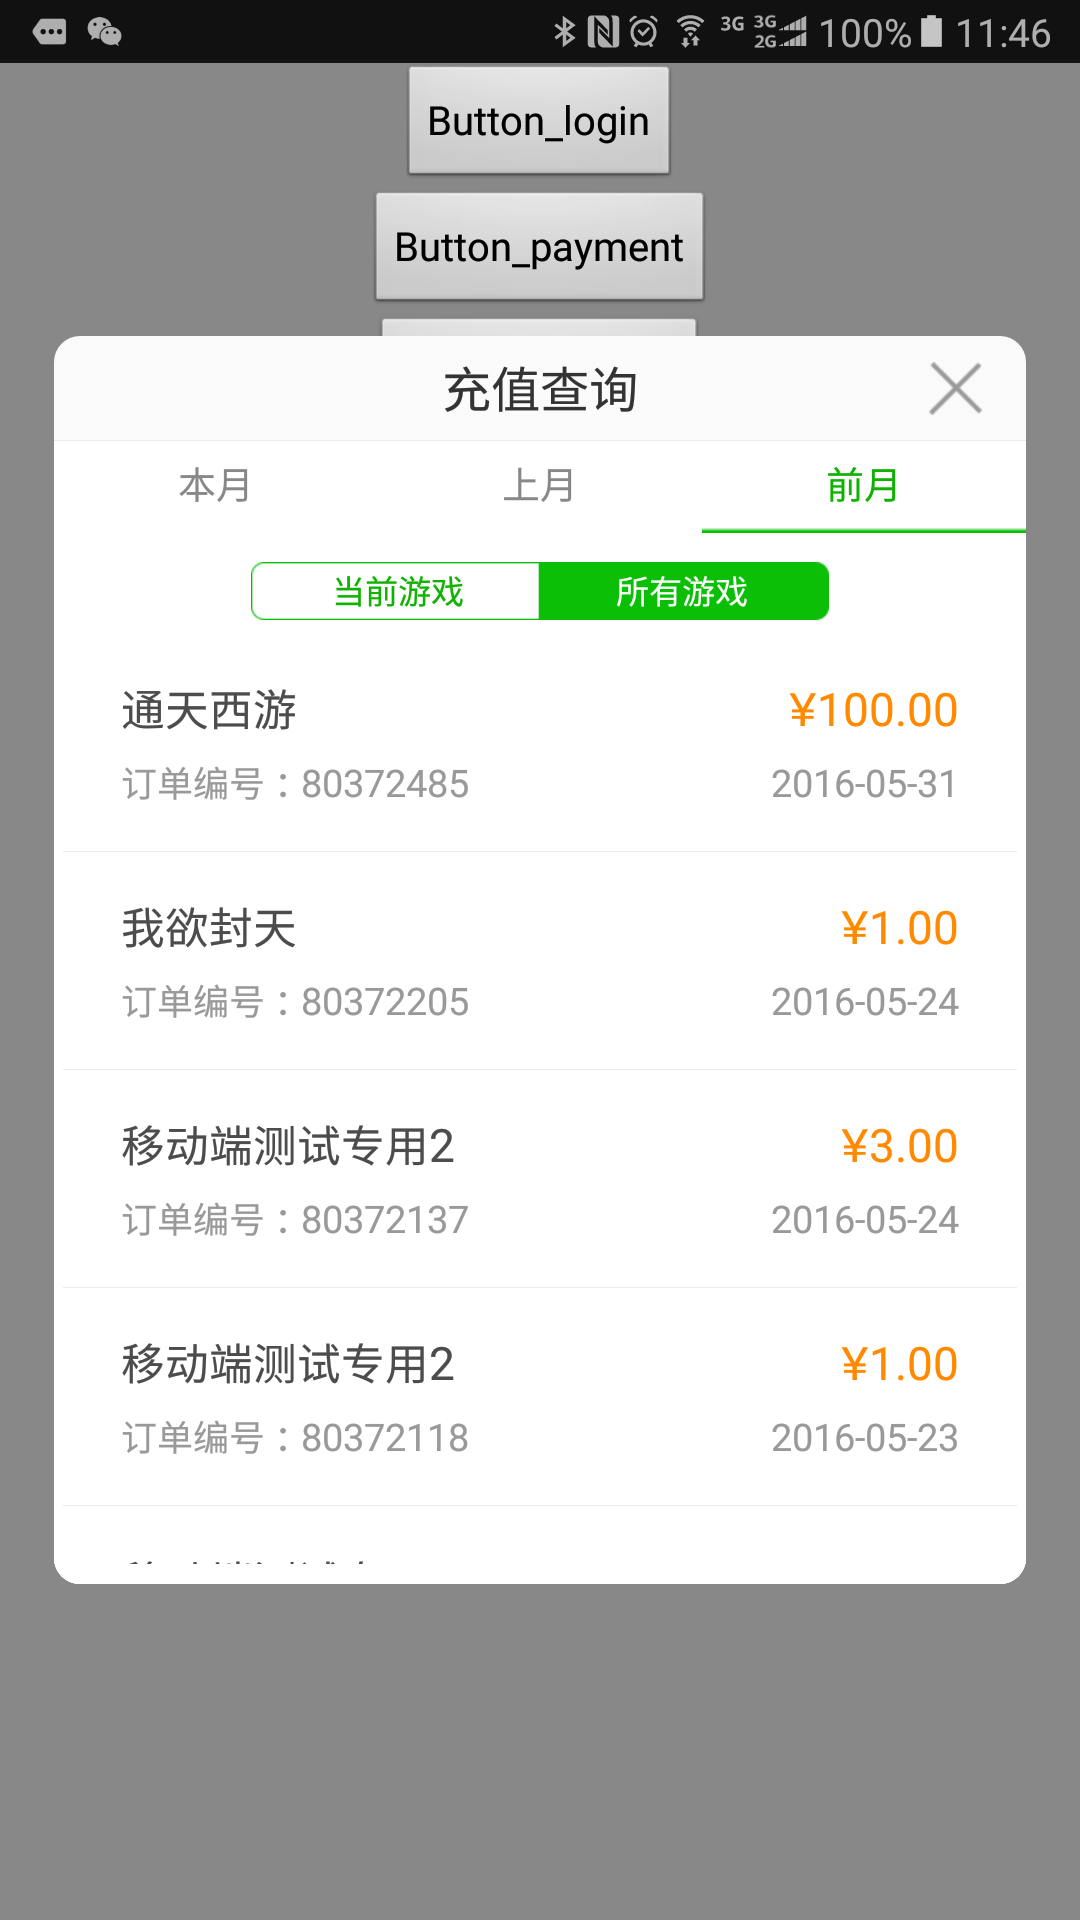 3G 3G 2G 100% 11:46
Button_login
Button_payment
充值查询
本月 上月 前月
当前游戏 所有游戏
通天西游 ¥100.00
订单编号：80372485 2016-05-31
我欲封天 ¥1.00
订单编号：80372205 2016-05-24
移动端测试专用2 ¥3.00
订单编号：80372137 2016-05-24
移动端测试专用2 ¥1.00
订单编号：80372118 2016-05-23